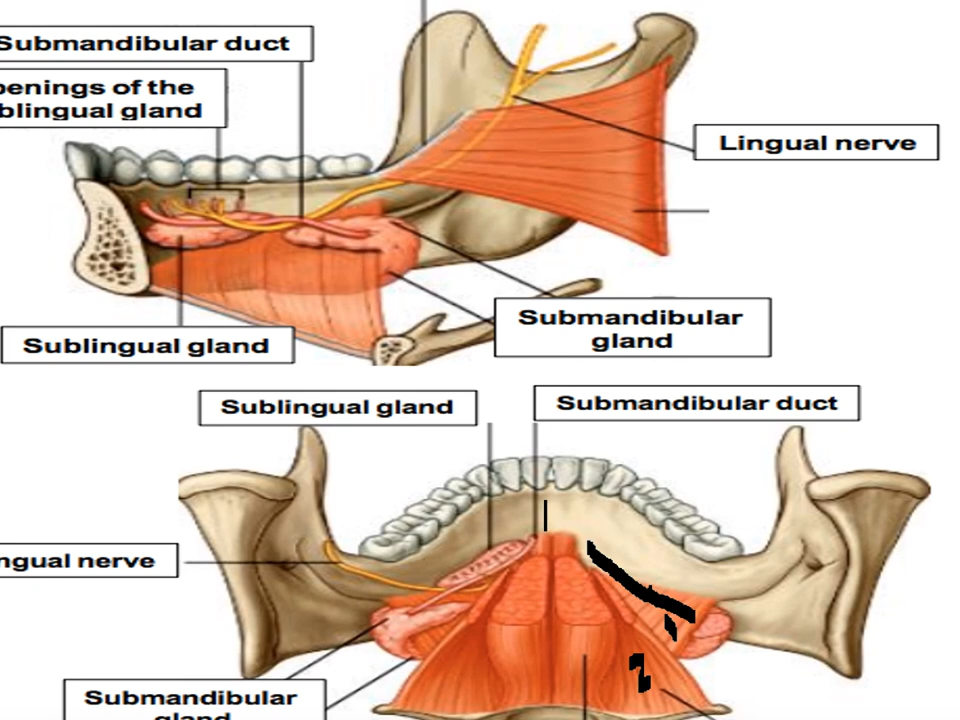 Submandibular duct
penings of the
blingual gland
Lingual nerve
Submandibular
gland
Sublingual gland
Sublingual gland
Submandibular duct
ngual nerve
Submandibular
gland